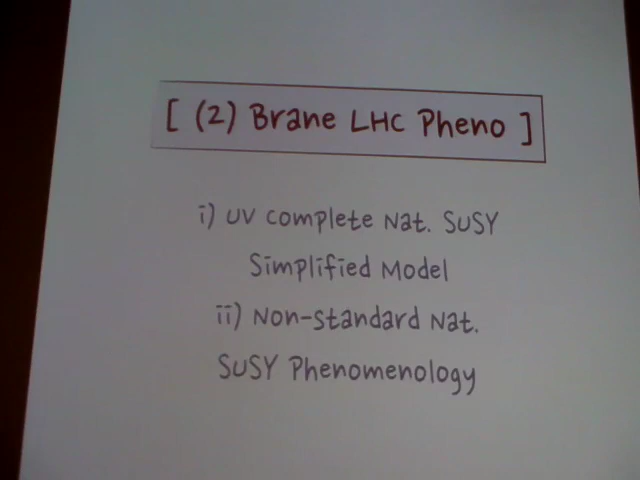 [ (2) Brane LHC Pheno ]
i) UV complete Nat. SUSY
Simplified Model
ii) Non-standard Nat.
SUSY Phenomenology